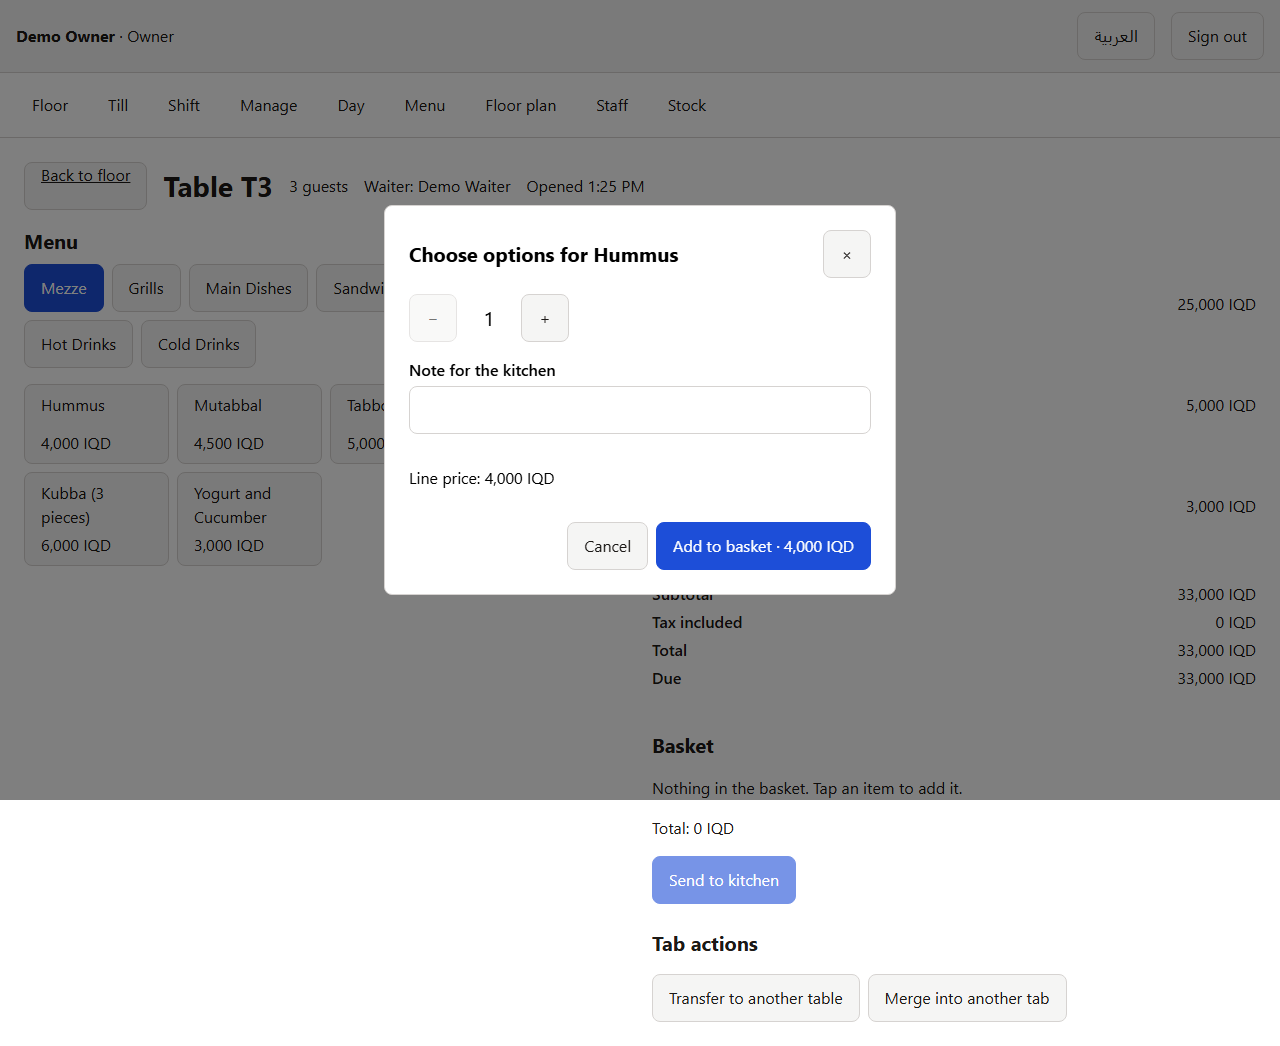 Demo Owner · Owner
العربية
Sign out
Floor
Till
Shift
Manage
Day
Menu
Floor plan
Staff
Stock
Back to floor
Table T3
3 guests
Waiter: Demo Waiter
Opened 1:25 PM
Menu
Mezze
Grills
Main Dishes
Hot Drinks
Cold Drinks
Hummus
4,000 IQD
Mutabbal
4,500 IQD
5,000
Kubba (3
pieces)
6,000 IQD
Yogurt and
Cucumber
3,000 IQD
Choose options for Hummus
×
−
1
+
Note for the kitchen
Line price: 4,000 IQD
Cancel
Add to basket · 4,000 IQD
25,000 IQD
5,000 IQD
3,000 IQD
Subtotal
33,000 IQD
Tax included
0 IQD
Total
33,000 IQD
Due
33,000 IQD
Basket
Nothing in the basket. Tap an item to add it.
Total: 0 IQD
Send to kitchen
Tab actions
Transfer to another table
Merge into another tab